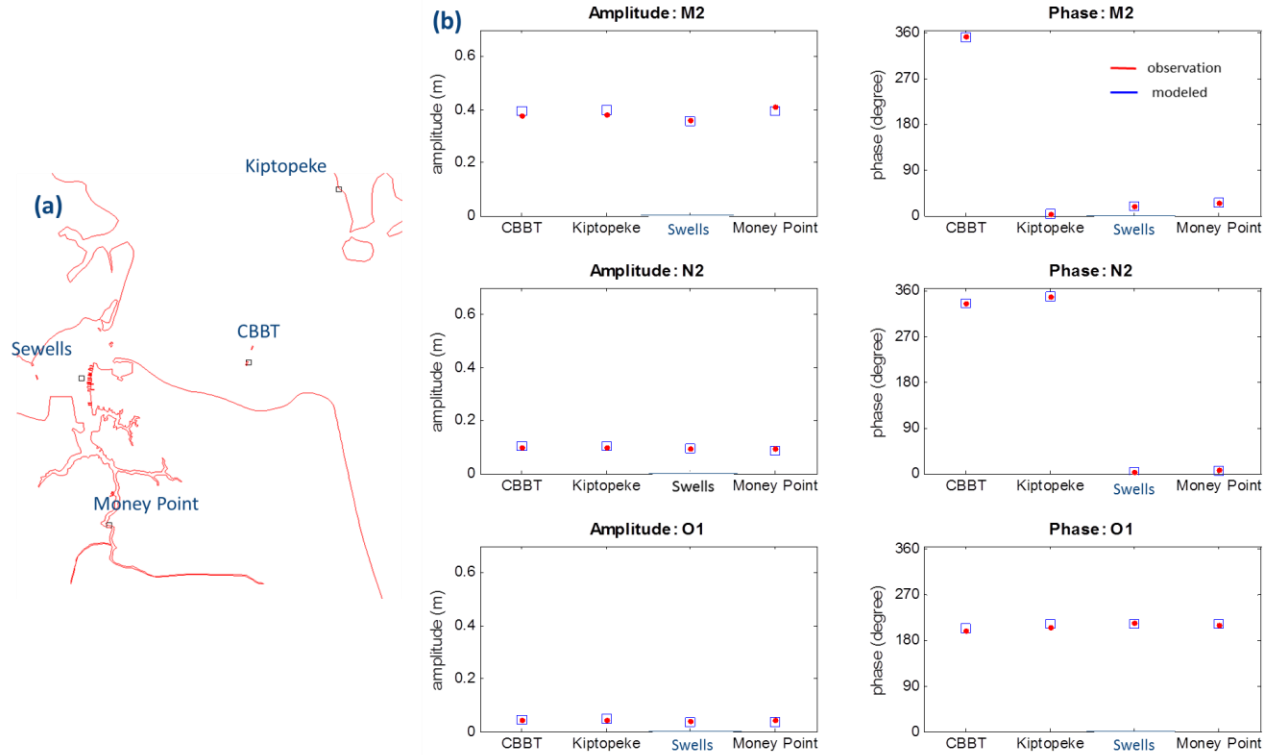 (a)
Kiptopeke
CBBT
Sewells
Money Point
(b)
Amplitude: M2
amplitude (m)
0.6
0.4
0.2
0
CBBT Kiptopeke Swells Money Point
Phase: M2
phase (degree)
360
270
180
90
0
observation
modeled
CBBT Kiptopeke Swells Money Point
Amplitude: N2
amplitude (m)
0.6
0.4
0.2
0
CBBT Kiptopeke Swells Money Point
Phase: N2
phase (degree)
360
270
180
90
0
CBBT Kiptopeke Swells Money Point
Amplitude: O1
amplitude (m)
0.6
0.4
0.2
0
CBBT Kiptopeke Swells Money Point
Phase: O1
phase (degree)
360
270
180
90
0
CBBT Kiptopeke Swells Money Point